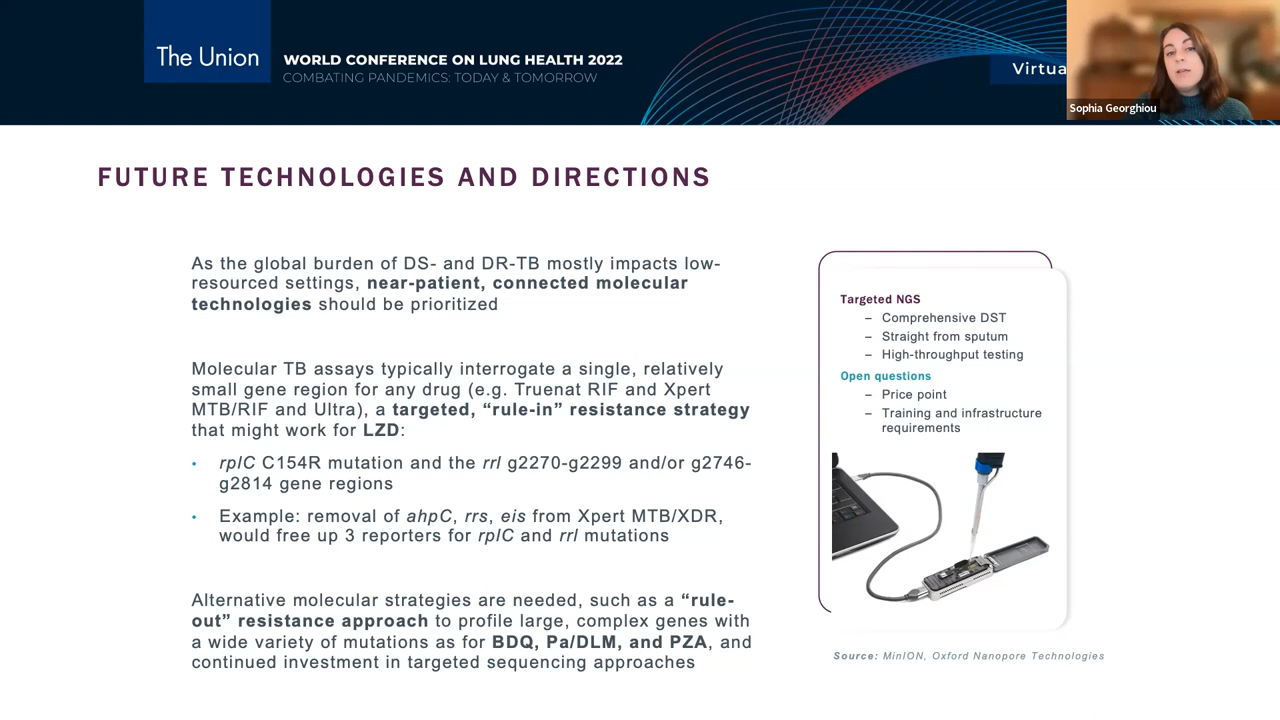 The Union
WORLD CONFERENCE ON LUNG HEALTH 2022
COMBATING PANDEMICS: TODAY & TOMORROW
Virtua
Sophia Georghiou
FUTURE TECHNOLOGIES AND DIRECTIONS
As the global burden of DS- and DR-TB mostly impacts low-
resourced settings, near-patient, connected molecular
technologies should be prioritized
Molecular TB assays typically interrogate a single, relatively
small gene region for any drug (e.g. Truenat RIF and Xpert
MTB/RIF and Ultra), a targeted, “rule-in” resistance strategy
that might work for LZD:
• rplC C154R mutation and the rrl g2270-g2299 and/or g2746-
g2814 gene regions
• Example: removal of ahpC, rrs, eis from Xpert MTB/XDR,
would free up 3 reporters for rplC and rrl mutations
Alternative molecular strategies are needed, such as a “rule-
out” resistance approach to profile large, complex genes with
a wide variety of mutations as for BDQ, Pa/DLM, and PZA, and
continued investment in targeted sequencing approaches
Targeted NGS
– Comprehensive DST
– Straight from sputum
– High-throughput testing
Open questions
– Price point
– Training and infrastructure
requirements
Source: MinION, Oxford Nanopore Technologies